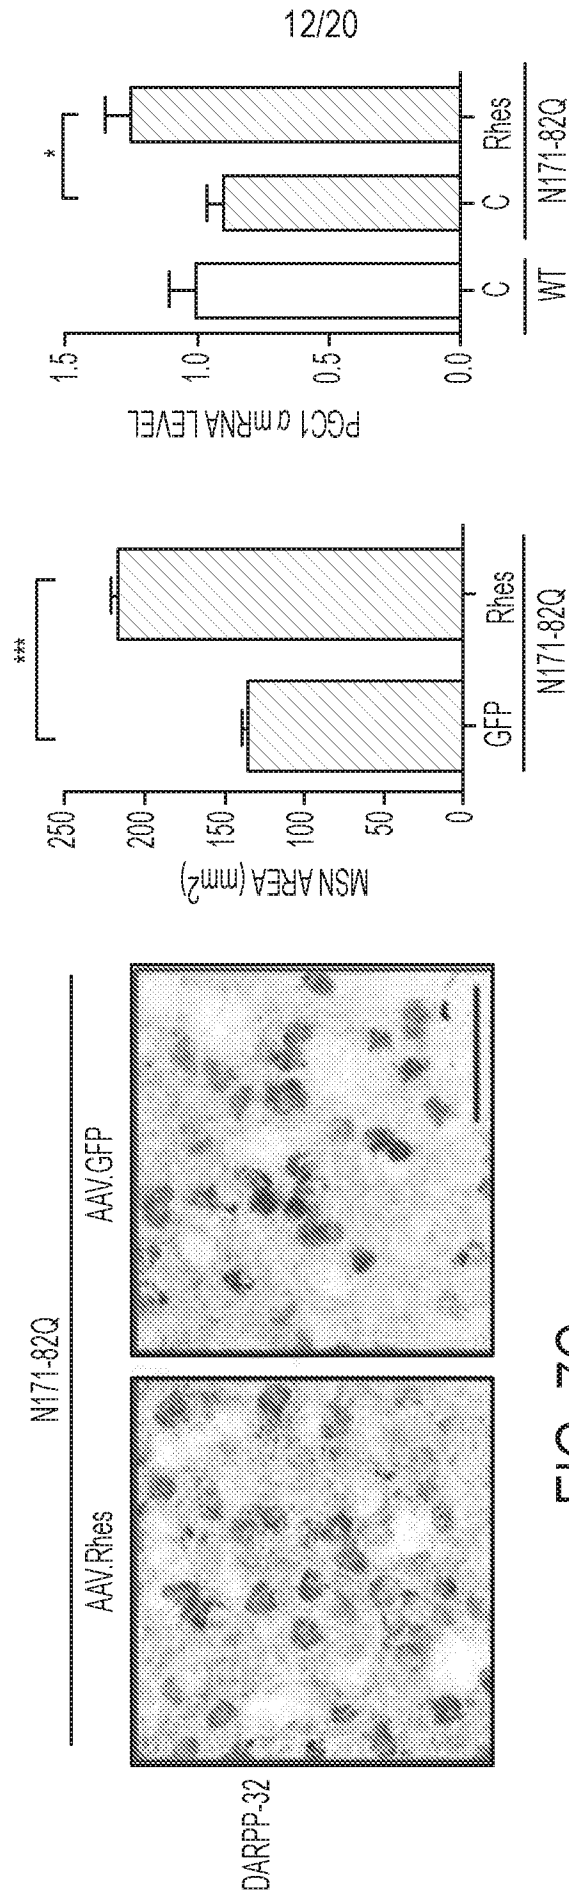 12/20
N171-82Q
AAV.Rhes
AAV.GFP
DARPP-32
MSN AREA (mm²)
250
200
150
100
50
0
***
GFP
Rhes
N171-82Q
PGC1 α mRNA LEVEL
1.5
1.0
0.5
0.0
*
C
C
Rhes
WT
N171-82Q
FIG.